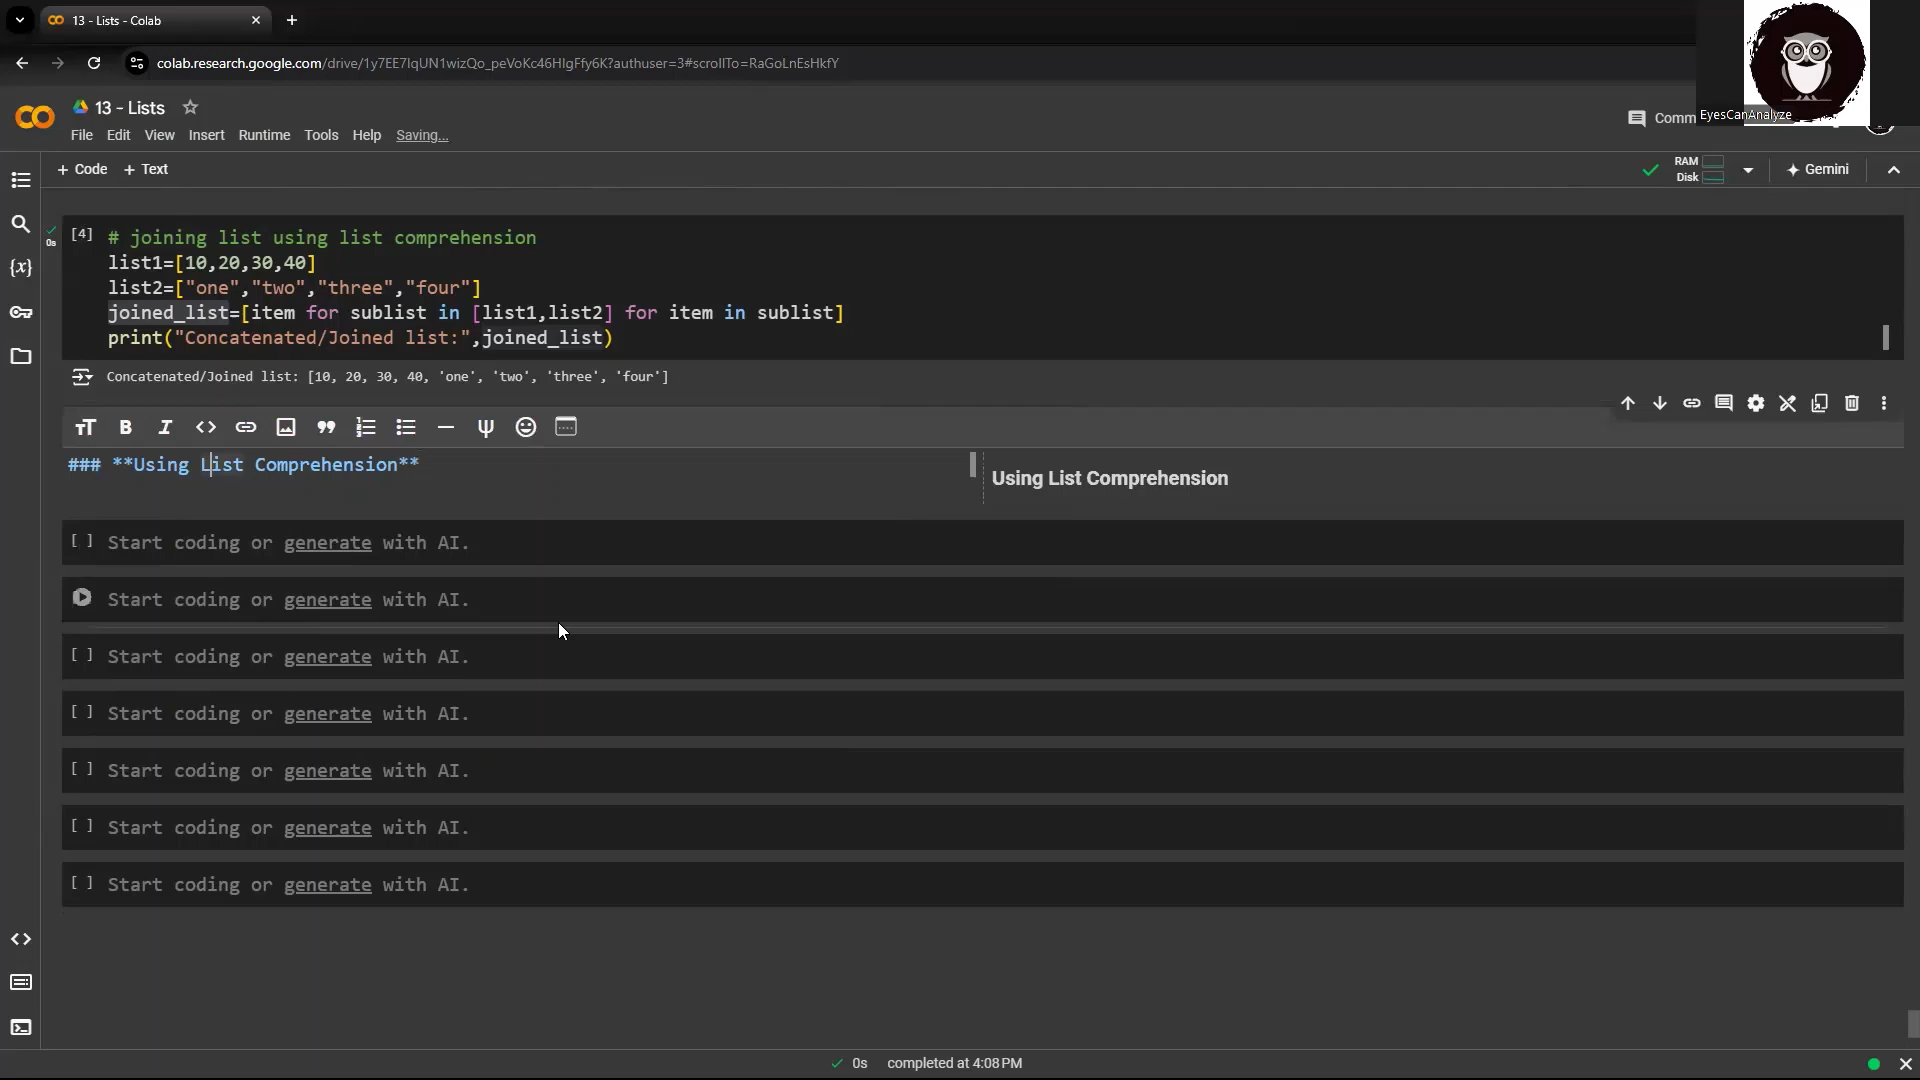 13 - Lists - Colab
colab.research.google.com/drive/1y7EE7IqUN1wizQo_peVoKc46HIgFfy6K?authuser=3#scrollTo=RaGoLnEsHkfY
EyesCanAnalyze
13 - Lists
Comm
File Edit View Insert Runtime Tools Help Saving...
+ Code + Text
RAM
Disk
Gemini
[4] # joining list using list comprehension
0s
list1=[10,20,30,40]
list2=["one","two","three","four"]
joined_list=[item for sublist in [list1,list2] for item in sublist]
print("Concatenated/Joined list:",joined_list)
Concatenated/Joined list: [10, 20, 30, 40, 'one', 'two', 'three', 'four']
### **Using List Comprehension**
Using List Comprehension
[ ] Start coding or generate with AI.
Start coding or generate with AI.
[ ] Start coding or generate with AI.
[ ] Start coding or generate with AI.
[ ] Start coding or generate with AI.
[ ] Start coding or generate with AI.
[ ] Start coding or generate with AI.
0s completed at 4:08 PM